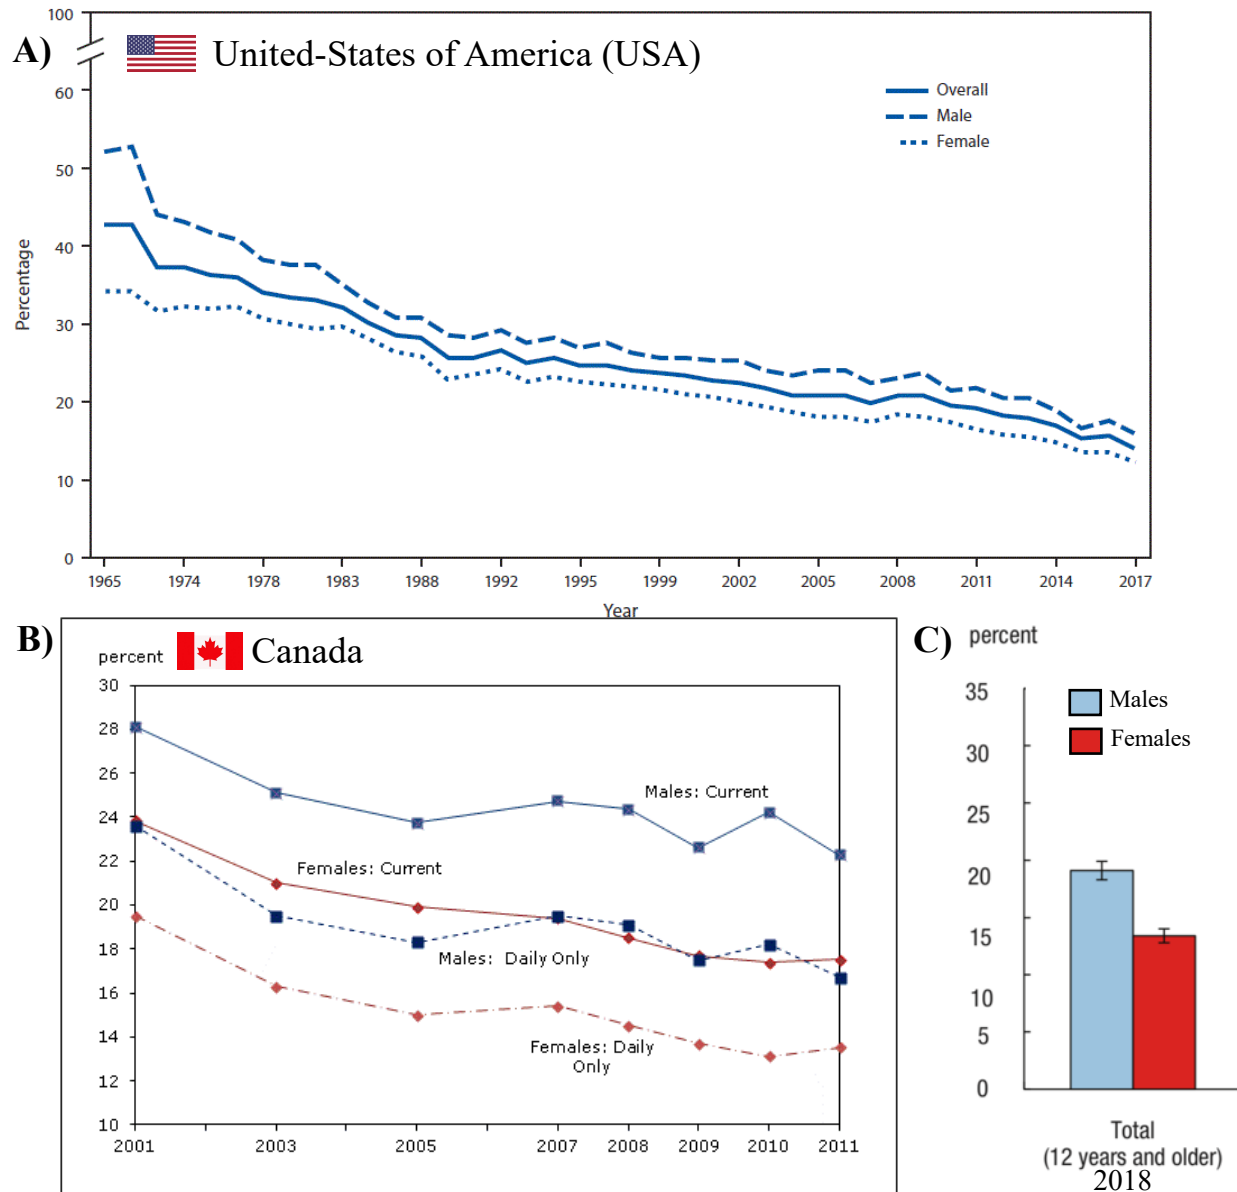 100
A) United-States of America (USA)
60
50
40
30
20
10
0
Percentage
Overall
Male
Female
1965 1974 1978 1983 1988 1992 1995 1999 2002 2005 2008 2011 2014 2017
Year
B) percent Canada
30
28
26
24
22
20
18
16
14
12
10
Males: Current
Females: Current
Males: Daily Only
Females: Daily
Only
2001 2003 2005 2007 2008 2009 2010 2011
C) percent
35
30
25
20
15
10
5
0
Males
Females
Total
(12 years and older)
2018